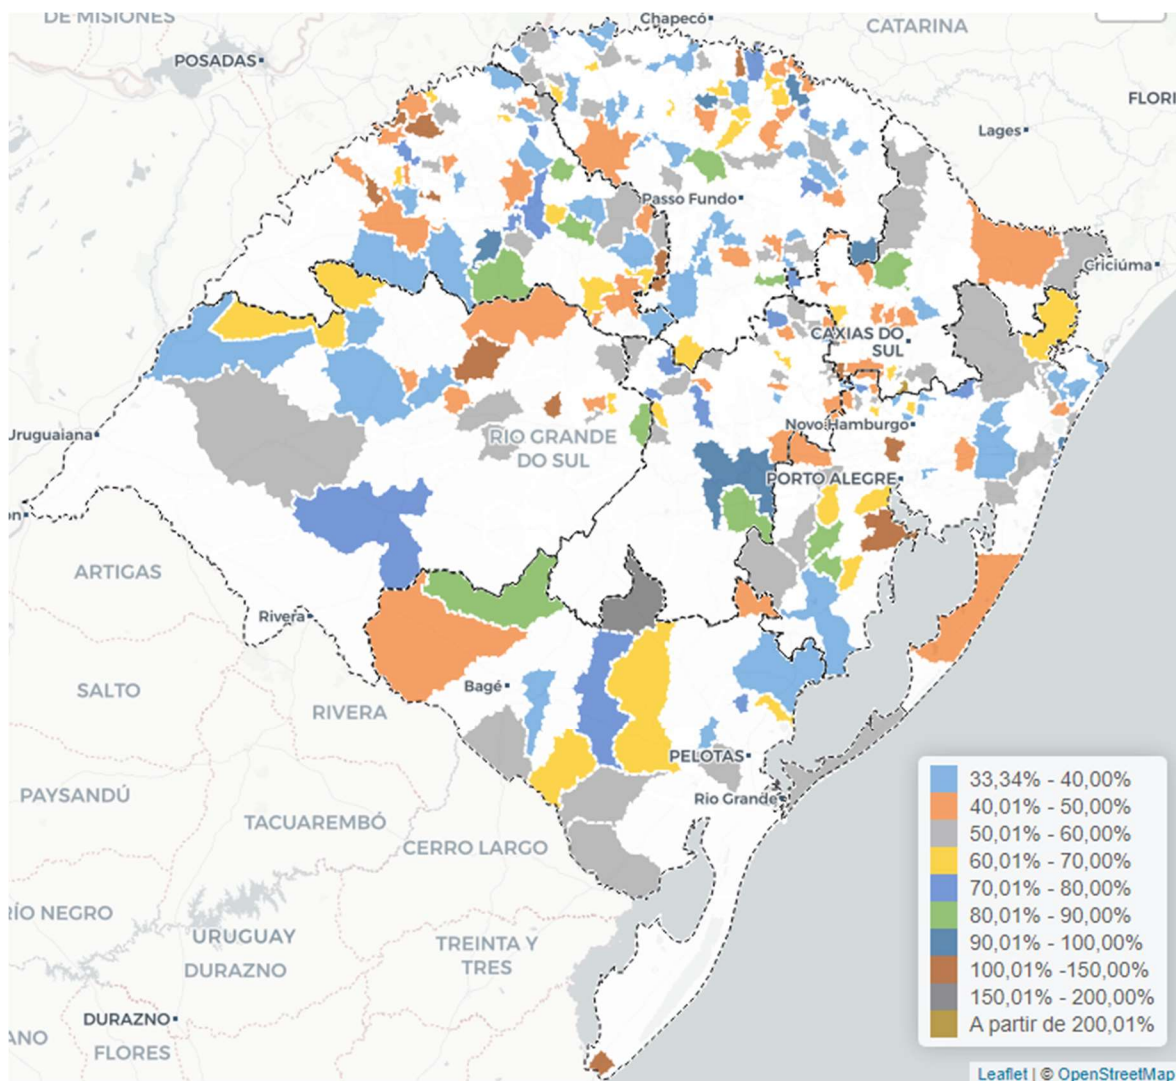 DE MISIONES
Chapecó
CATARINA
POSADAS
FLORI
Lages
Passo Fundo
Criciúma
CAXIAS DO
SUL
Uruguaiana
RIO GRANDE
DO SUL
Novo Hamburgo
PORTO ALEGRE
on
ARTIGAS
Rivera
SALTO
Bagé
RIVERA
PELOTAS
PAYSANDÚ
Rio Grande
TACUAREMBÓ
CERRO LARGO
RÍO NEGRO
URUGUAY
DURAZNO
TREINTA Y
TRES
DURAZNO
ANO
FLORES
33,34% - 40,00%
40,01% - 50,00%
50,01% - 60,00%
60,01% - 70,00%
70,01% - 80,00%
80,01% - 90,00%
90,01% - 100,00%
100,01% -150,00%
150,01% - 200,00%
A partir de 200,01%
Leaflet | © OpenStreetMap